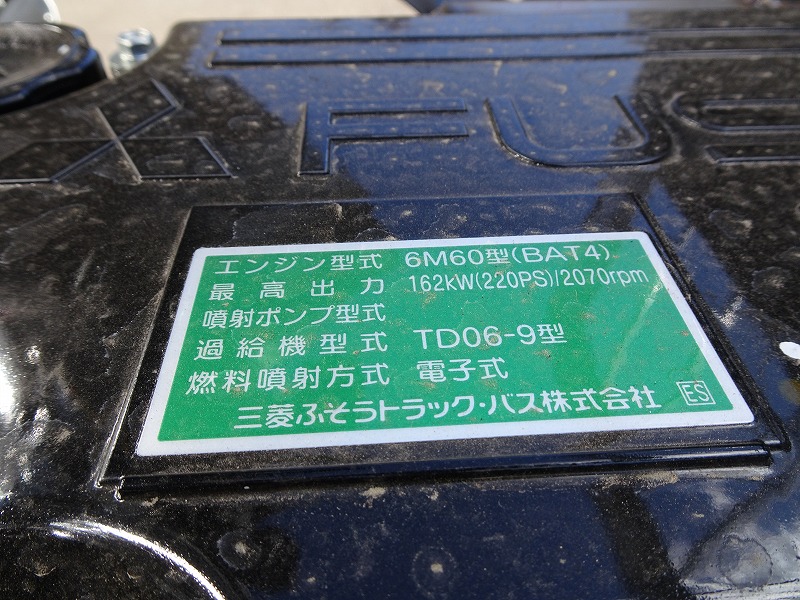 FUS
エンジン型式 6M60型(BAT4)
最高出力 162kW(220PS)/2070rpm
噴射ポンプ型式
過給機型式 TD06-9型
燃料噴射方式 電子式
三菱ふそうトラック・バス株式会社 ES